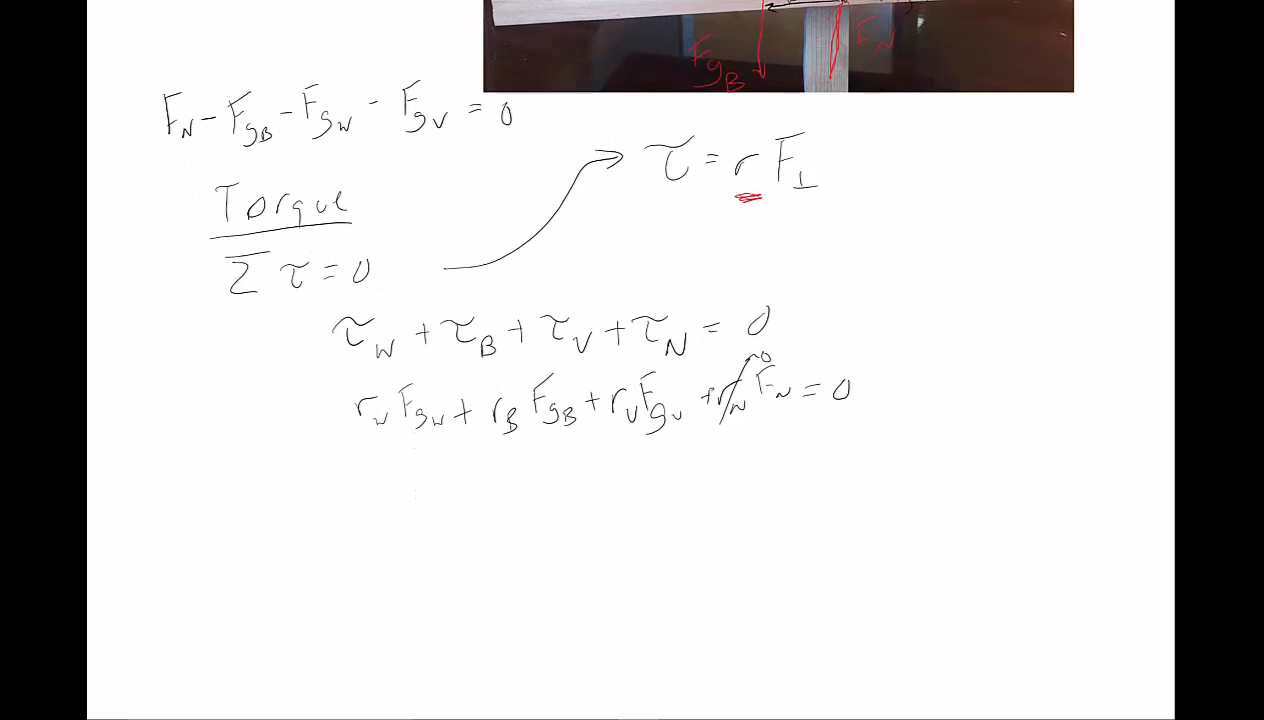 F_gB F_N
F_N - F_gB - F_gW - F_gV = 0
τ = r F_⊥
Torque
Σ τ = 0
τ_W + τ_B + τ_V + τ_N = 0
r_W F_gW + r_B F_gB + r_V F_gV + r_N F_N = 0
0